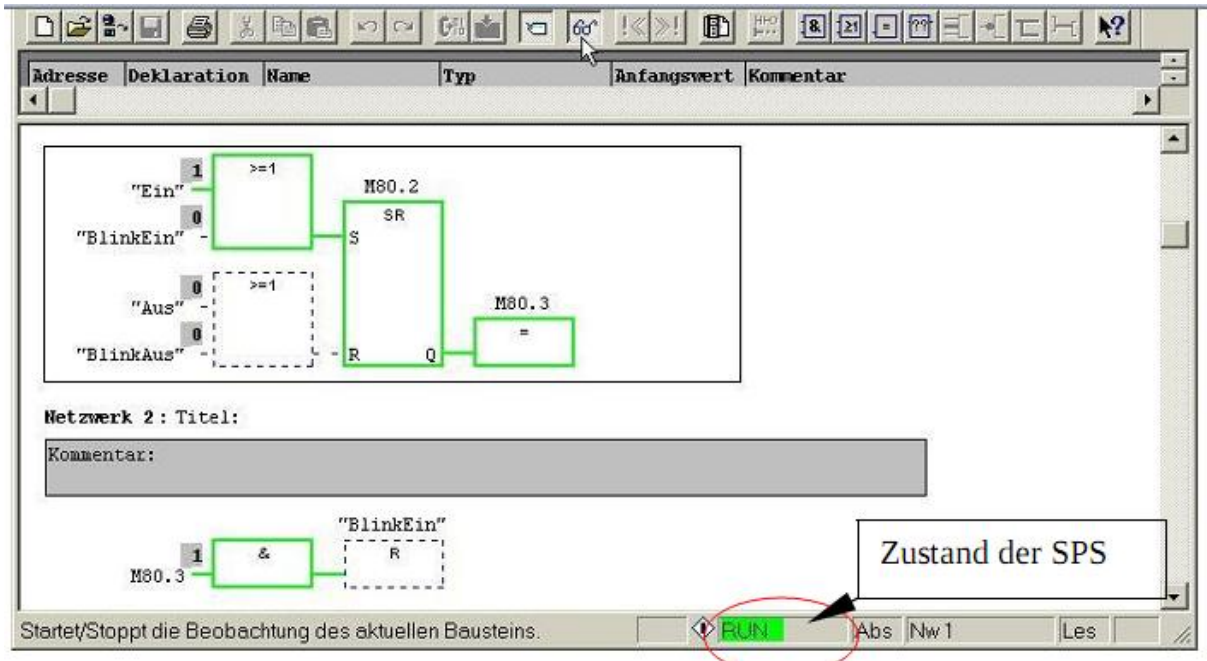 !«»! & >=1 = ?? ?
Adresse Deklaration Name Typ Anfangswert Kommentar
1 >=1
"Ein"
M80.2
0 SR
"BlinkEin" S
0 >=1
"Aus"
M80.3
0 =
"BlinkAus" R Q
Netzwerk 2 : Titel:
Kommentar:
"BlinkEin"
1 & R
M80.3
Zustand der SPS
Startet/Stoppt die Beobachtung des aktuellen Bausteins. RUN Abs Nw 1 Les